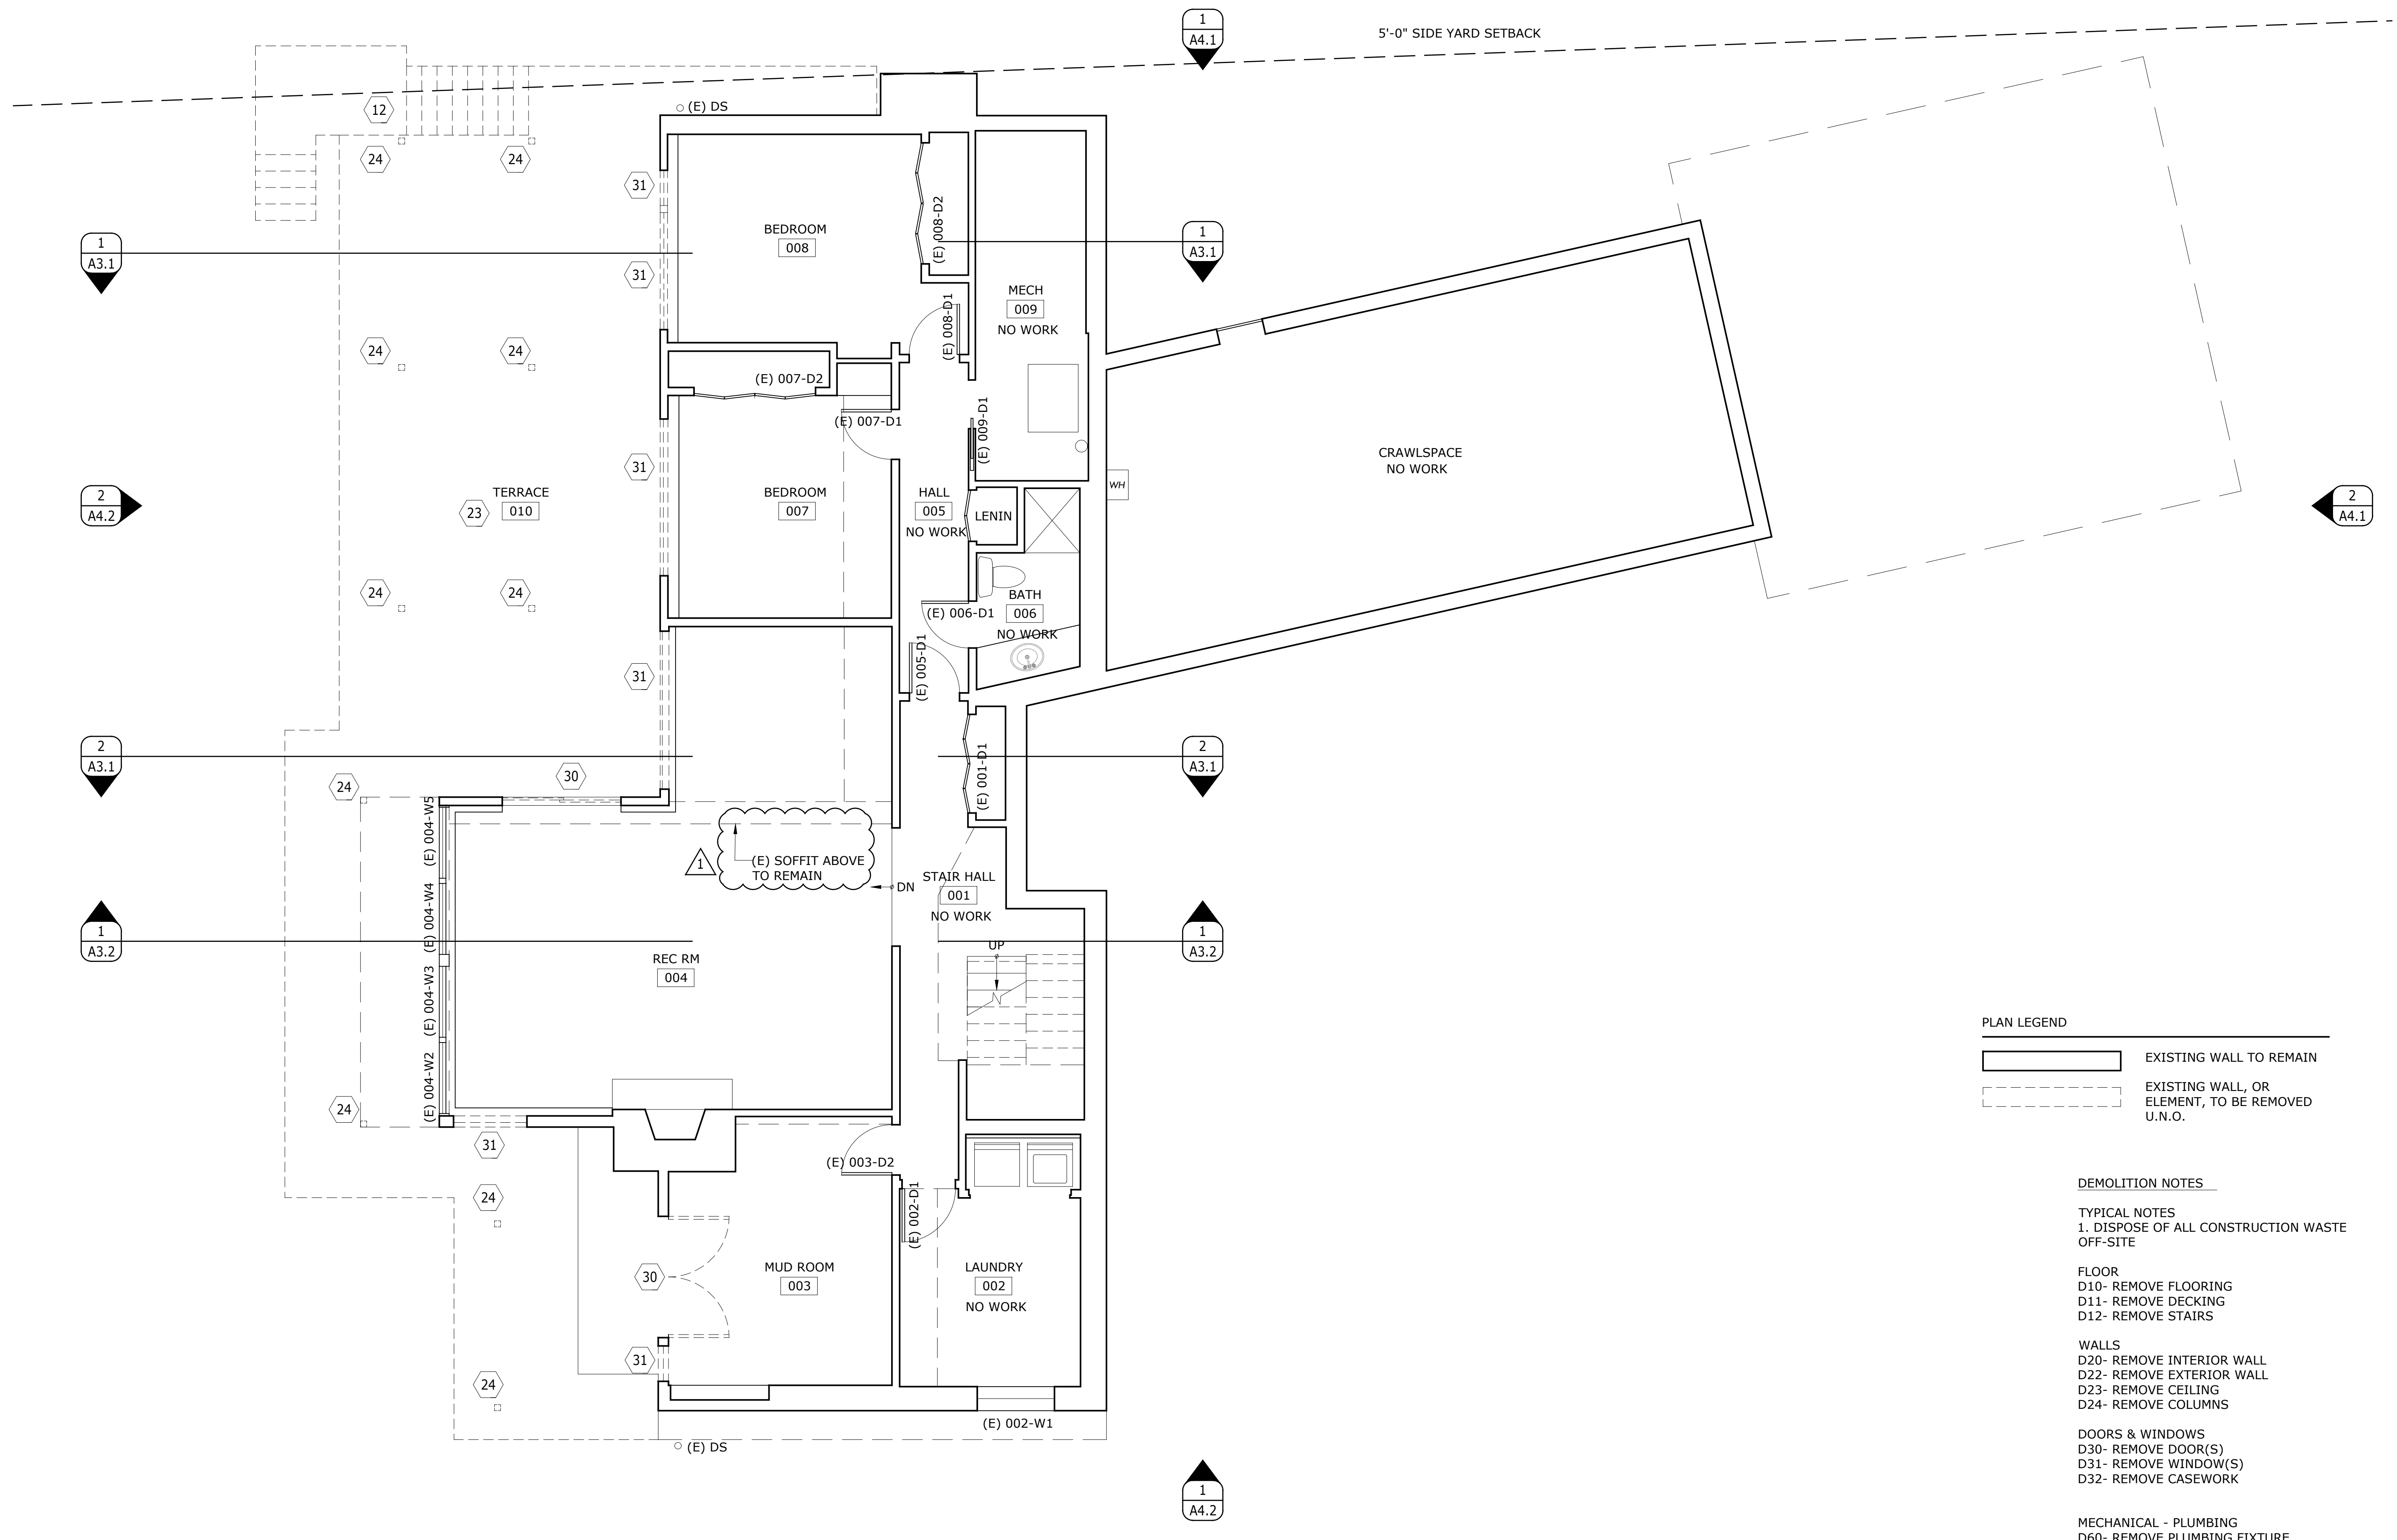 1
A4.1
5'-0" SIDE YARD SETBACK
12
(E) DS
24
24
31
BEDROOM
008
(E) 008-D2
1
A3.1
1
A3.1
31
MECH
009
NO WORK
(E) 008-D1
24
24
(E) 007-D2
(E) 007-D1
(E) 009-D1
CRAWLSPACE
NO WORK
31
WH
2
A4.2
TERRACE
010
23
BEDROOM
007
HALL
005
NO WORK
LENIN
2
A4.1
24
24
BATH
006
(E) 006-D1
NO WORK
(E) 005-D1
31
2
A3.1
2
A3.1
(E) 001-D1
30
24
(E) 004-W5
1
(E) SOFFIT ABOVE
TO REMAIN
DN
STAIR HALL
001
NO WORK
(E) 004-W4
1
A3.2
1
A3.2
UP
REC RM
004
(E) 004-W3
(E) 004-W2
PLAN LEGEND
EXISTING WALL TO REMAIN
EXISTING WALL, OR
ELEMENT, TO BE REMOVED
U.N.O.
24
31
(E) 003-D2
24
(E) 002-D1
30
MUD ROOM
003
LAUNDRY
002
NO WORK
31
24
(E) 002-W1
(E) DS
1
A4.2
DEMOLITION NOTES
TYPICAL NOTES
1. DISPOSE OF ALL CONSTRUCTION WASTE
OFF-SITE
FLOOR
D10- REMOVE FLOORING
D11- REMOVE DECKING
D12- REMOVE STAIRS
WALLS
D20- REMOVE INTERIOR WALL
D22- REMOVE EXTERIOR WALL
D23- REMOVE CEILING
D24- REMOVE COLUMNS
DOORS & WINDOWS
D30- REMOVE DOOR(S)
D31- REMOVE WINDOW(S)
D32- REMOVE CASEWORK
MECHANICAL - PLUMBING
D60- REMOVE PLUMBING FIXTURE